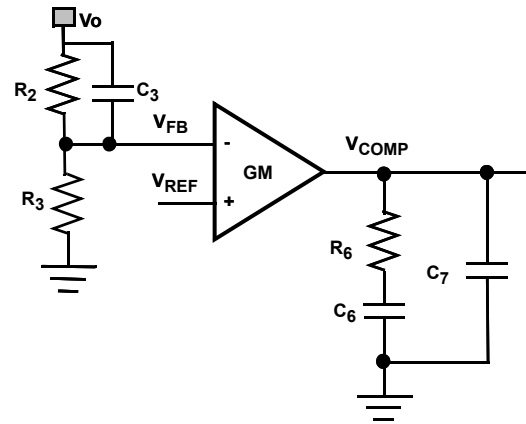 Vo
R2
C3
VFB
-
VCOMP
GM
VREF
+
R3
R6
C7
C6